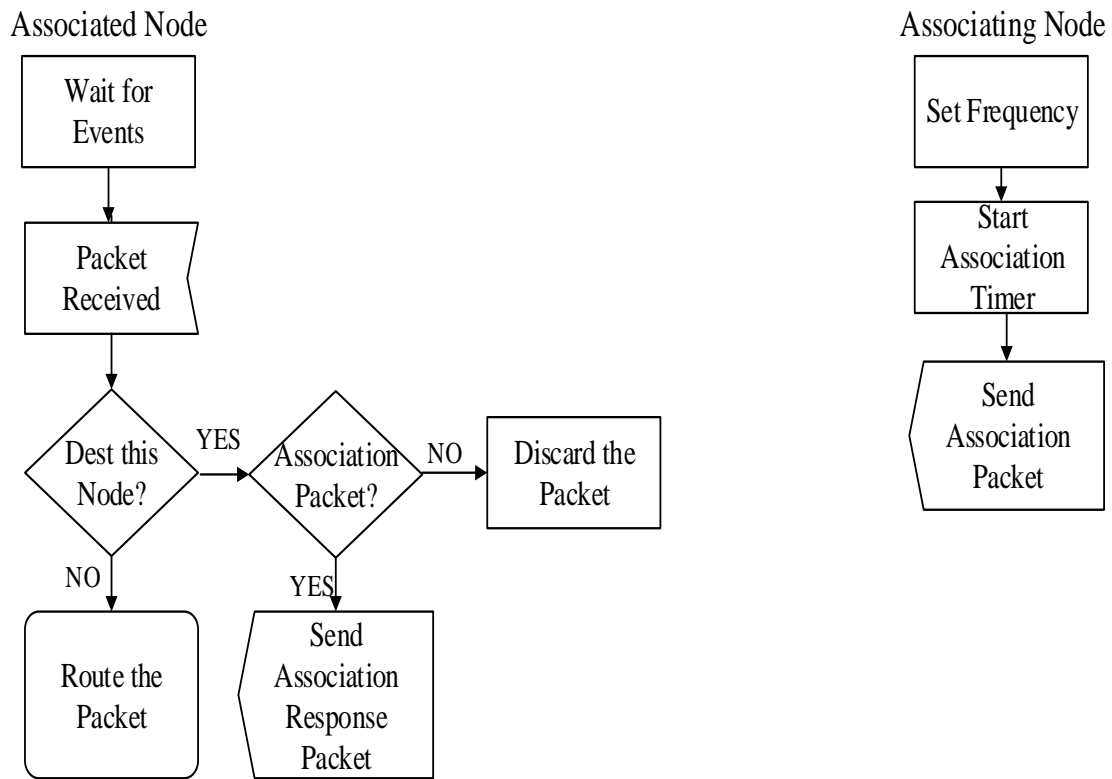 Associated Node
Wait for
Events
Packet
Received
Dest this
Node?
YES
NO
Association
Packet?
NO
YES
Discard the
Packet
Route the
Packet
Send
Association
Response
Packet
Associating Node
Set Frequency
Start
Association
Timer
Send
Association
Packet